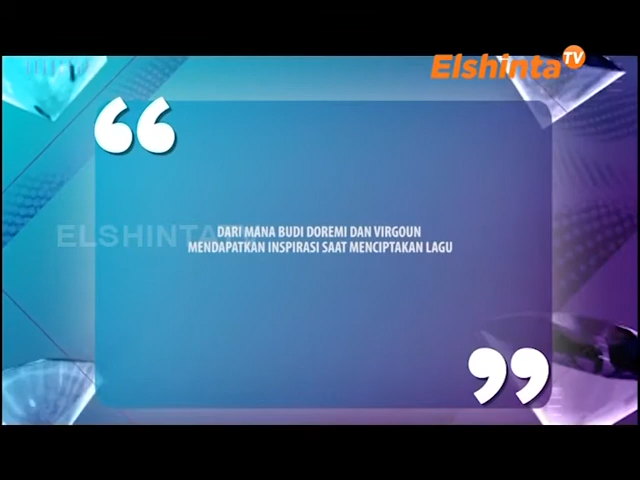 Elshinta TV
DARI MANA BUDI DOREMI DAN VIRGOUN
ELSHINTA
MENDAPATKAN INSPIRASI SAAT MENCIPTAKAN LAGU